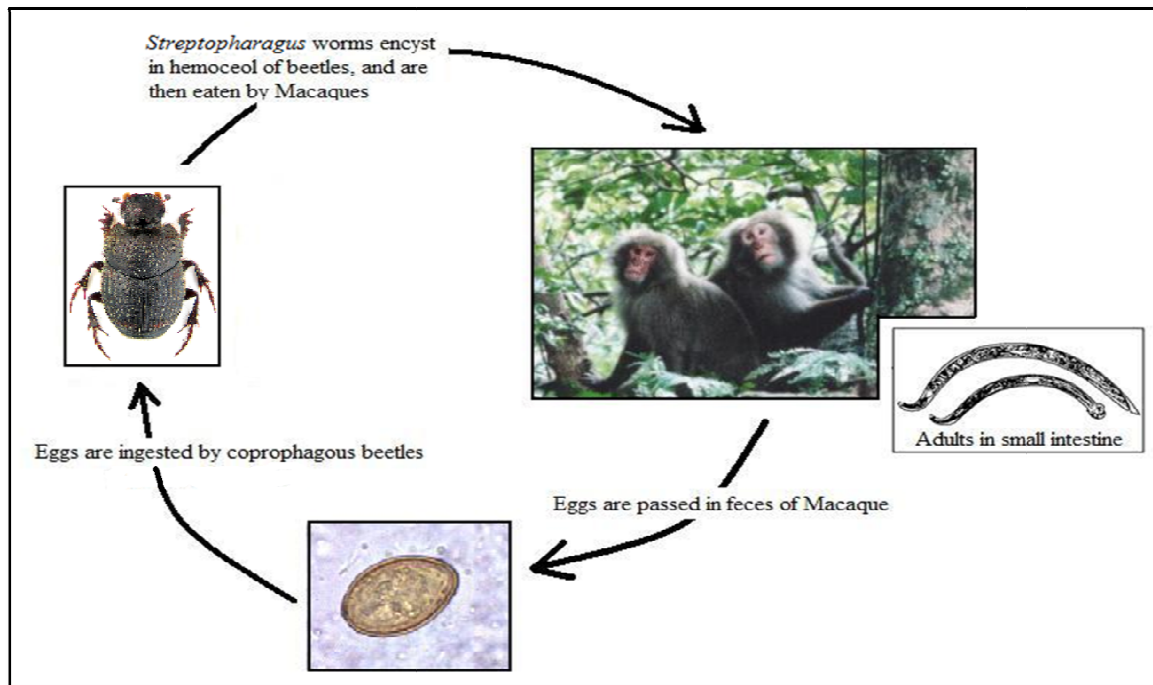 Streptopharagus worms encyst
in hemoceol of beetles, and are
then eaten by Macaques
Adults in small intestine
Eggs are ingested by coprophagous beetles
Eggs are passed in feces of Macaque